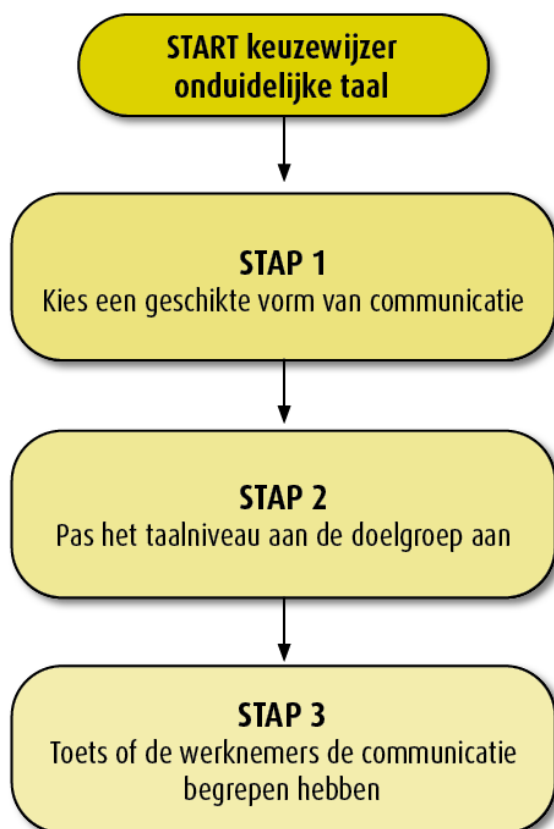 START keuzewijzer
onduidelijke taal
STAP 1
Kies een geschikte vorm van communicatie
STAP 2
Pas het taalniveau aan de doelgroep aan
STAP 3
Toets of de werknemers de communicatie
begrepen hebben